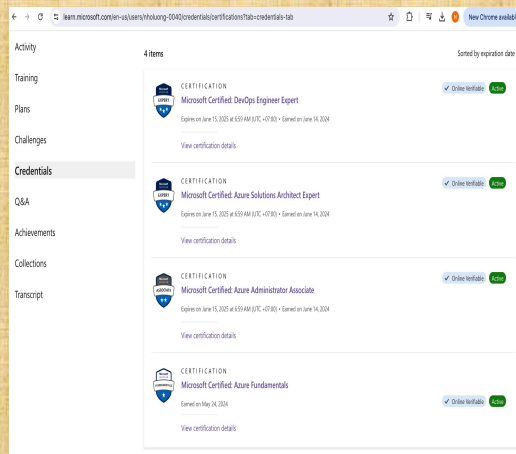 learn.microsoft.com/en-us/users/nholuong-0040/credentials/certifications?tab=credentials-tab
N
New Chrome availabl
Activity
Training
Plans
Challenges
Credentials
Q&A
Achievements
Collections
Transcript
4 items
Sorted by expiration date
EXPERT
CERTIFICATION
Microsoft Certified: DevOps Engineer Expert
Expires on June 15, 2025 at 6:59 AM (UTC +07:00) • Earned on June 14, 2024
View certification details
Online Verifiable
Active
EXPERT
CERTIFICATION
Microsoft Certified: Azure Solutions Architect Expert
Expires on June 15, 2025 at 6:59 AM (UTC +07:00) • Earned on June 14, 2024
View certification details
Online Verifiable
Active
ASSOCIATE
CERTIFICATION
Microsoft Certified: Azure Administrator Associate
Expires on June 15, 2025 at 6:59 AM (UTC +07:00) • Earned on June 14, 2024
View certification details
Online Verifiable
Active
CERTIFICATION
Microsoft Certified: Azure Fundamentals
Earned on May 24, 2024
View certification details
Online Verifiable
Active